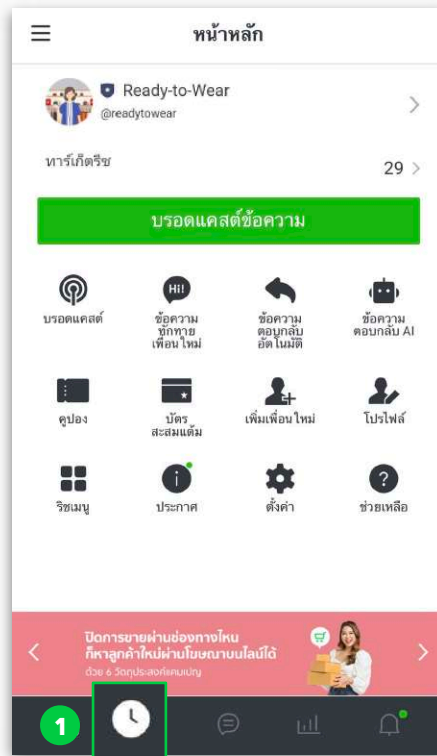 หน้าหลัก
Ready-to-Wear
@readytowear
ทาร์เก็ตรีช
29
บรอดแคสต์ข้อความ
Hi!
บรอดแคสต์
ข้อความ
ทักทาย
เพื่อนใหม่
ข้อความ
ตอบกลับ
อัตโนมัติ
ข้อความ
ตอบกลับ AI
คูปอง
บัตร
สะสมแต้ม
เพิ่มเพื่อนใหม่
โปรไฟล์
ริชเมนู
ประกาศ
ตั้งค่า
ช่วยเหลือ
ปิดการขายผ่านช่องทางไหน
ก็หาลูกค้าใหม่ผ่านโฆษณาบนไลน์ได้
ด้วย 6 วัตถุประสงค์แคมเปญ
1